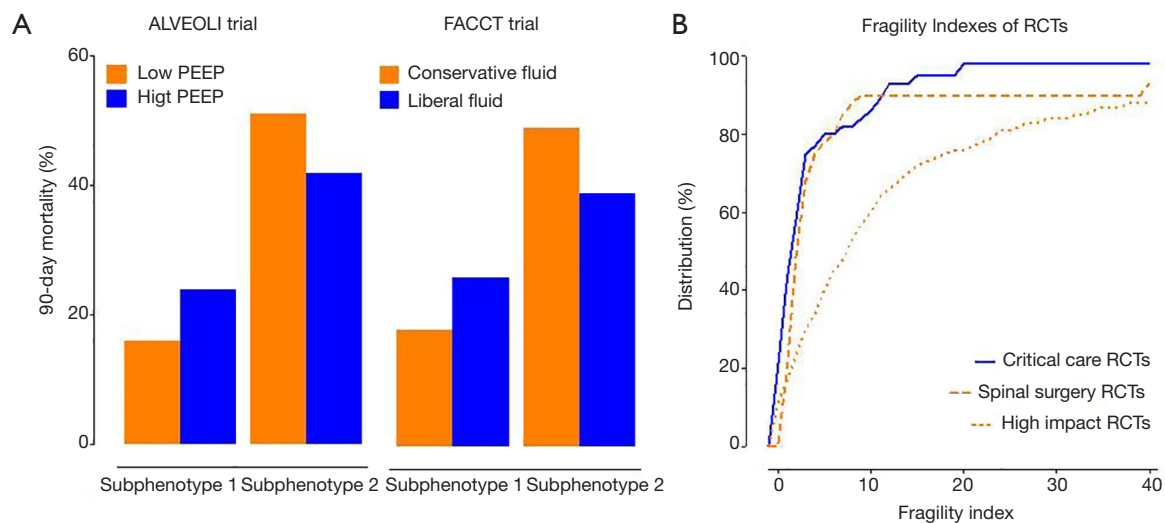 A
ALVEOLI trial
FACCT trial
60
40
20
0
90-day mortality (%)
Low PEEP
Higt PEEP
Conservative fluid
Liberal fluid
Subphenotype 1 Subphenotype 2
Subphenotype 1 Subphenotype 2
B
Fragility Indexes of RCTs
100
80
60
40
20
0
Distribution (%)
Critical care RCTs
Spinal surgery RCTs
High impact RCTs
0 10 20 30 40
Fragility index